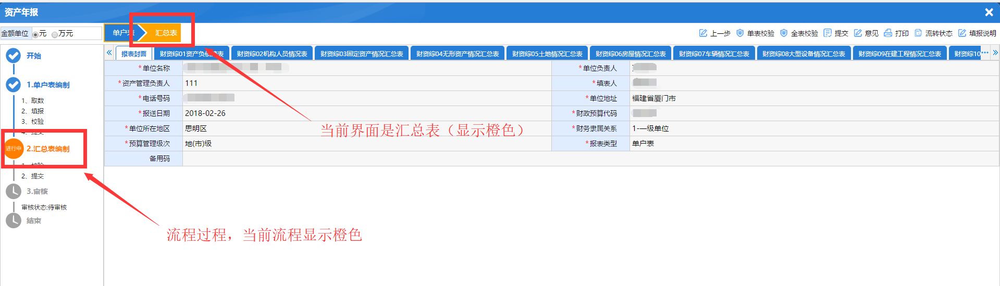 资产年报
金额单位 元 万元
单户表 汇总表
上一步 单表校验 全表校验 提交 意见 打印 流转状态 填报说明
报表封面 财资综01资产负债简表 财资综02机构人员情况表 财资综03固定资产情况汇总表 财资综04无形资产情况汇总表 财资综05土地情况汇总表 财资综06房屋情况汇总表 财资综07车辆情况汇总表 财资综08大型设备情况汇总表 财资综09在建工程情况汇总表 财资综10
开始
1.单户表编制
1、取数
2、填报
3、校验
4、提交
进行中 2.汇总表编制
1、校验
2、提交
3.审核
审核状态:待审核
结束
*单位名称 *单位负责人
*资产管理负责人 111 *填表人
*电话号码 *单位地址 福建省厦门市
*报送日期 2018-02-26 *财政预算代码
*单位所在地区 思明区 *财务隶属关系 1-一级单位
*预算管理级次 地(市)级 *报表类型 单户表
备用码
当前界面是汇总表（显示橙色）
流程过程，当前流程显示橙色